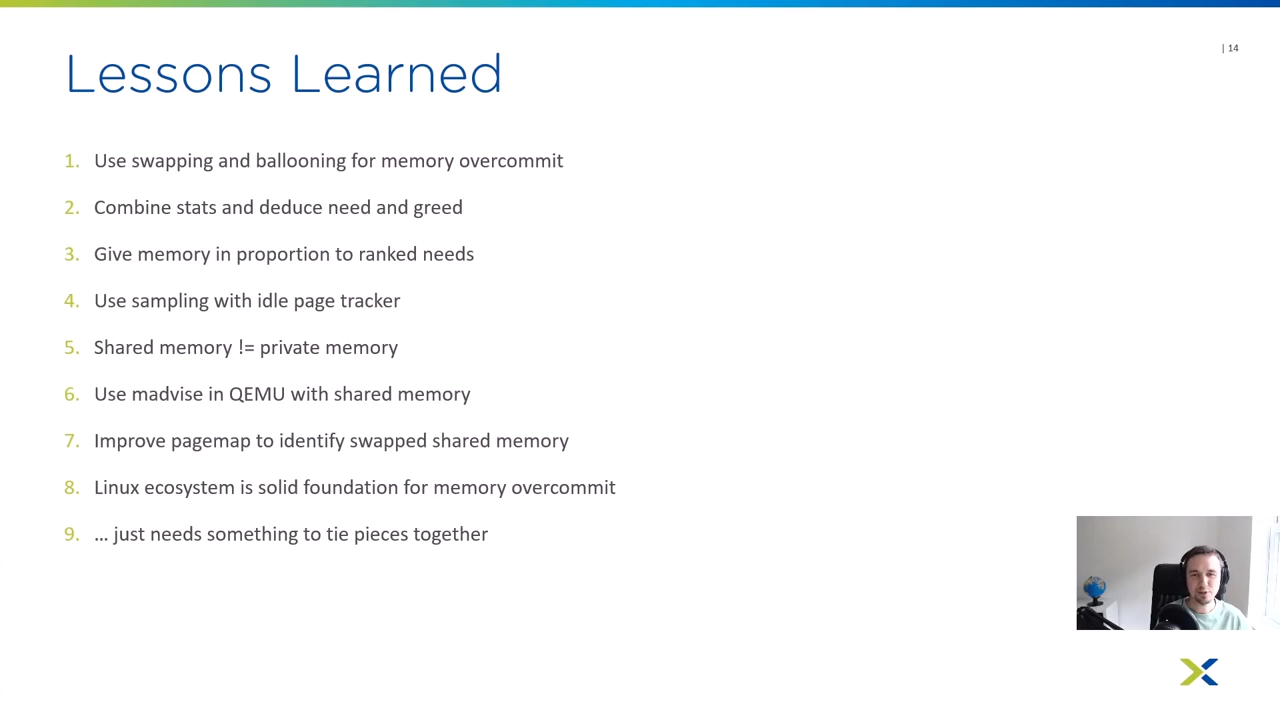 | 14
Lessons Learned
1. Use swapping and ballooning for memory overcommit
2. Combine stats and deduce need and greed
3. Give memory in proportion to ranked needs
4. Use sampling with idle page tracker
5. Shared memory != private memory
6. Use madvise in QEMU with shared memory
7. Improve pagemap to identify swapped shared memory
8. Linux ecosystem is solid foundation for memory overcommit
9. ... just needs something to tie pieces together